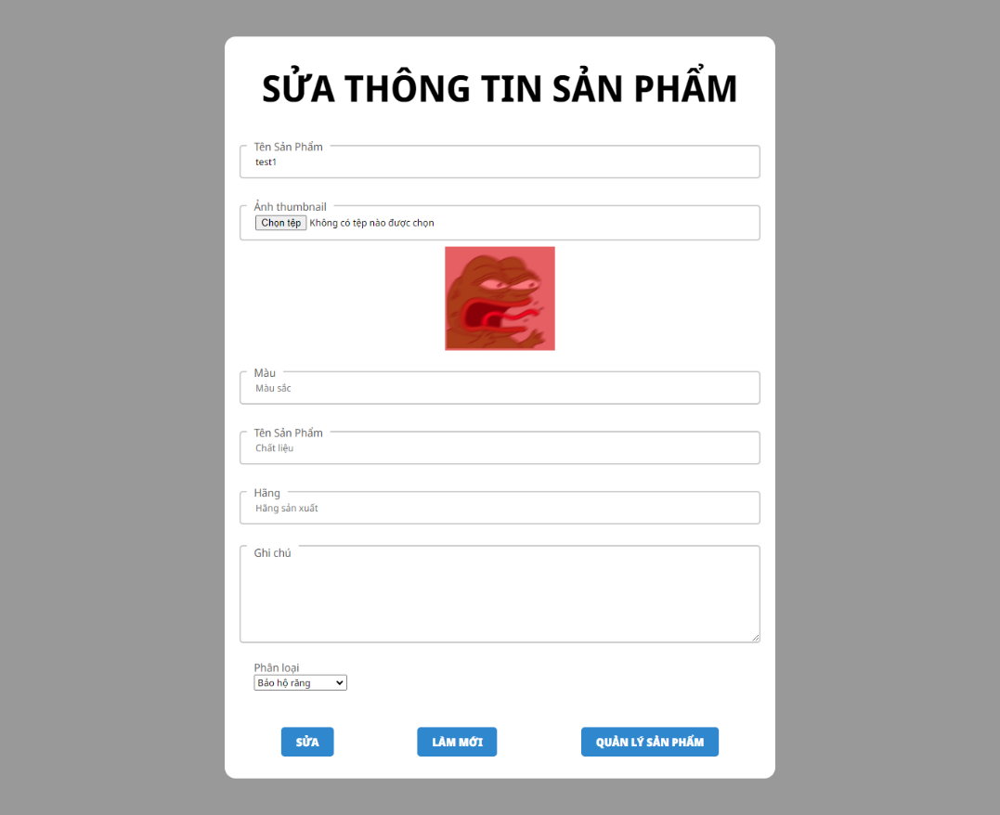 SỬA THÔNG TIN SẢN PHẨM
Tên Sản Phẩm
test1
Ảnh thumbnail
Chọn tệp Không có tệp nào được chọn
Màu
Màu sắc
Tên Sản Phẩm
Chất liệu
Hãng
Hãng sản xuất
Ghi chú
Phân loại
Bảo hộ răng
SỬA LÀM MỚI QUẢN LÝ SẢN PHẨM